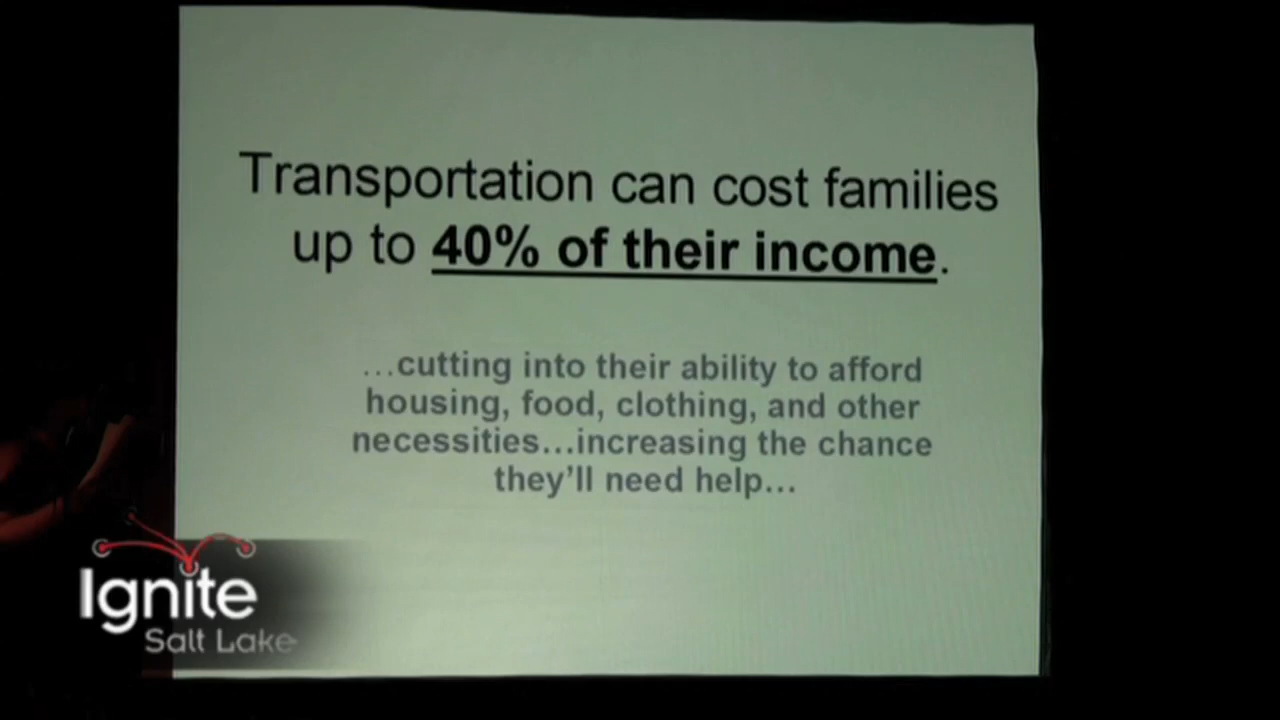 Transportation can cost families
up to 40% of their income.
…cutting into their ability to afford
housing, food, clothing, and other
necessities…increasing the chance
they’ll need help…
Ignite
Salt Lake